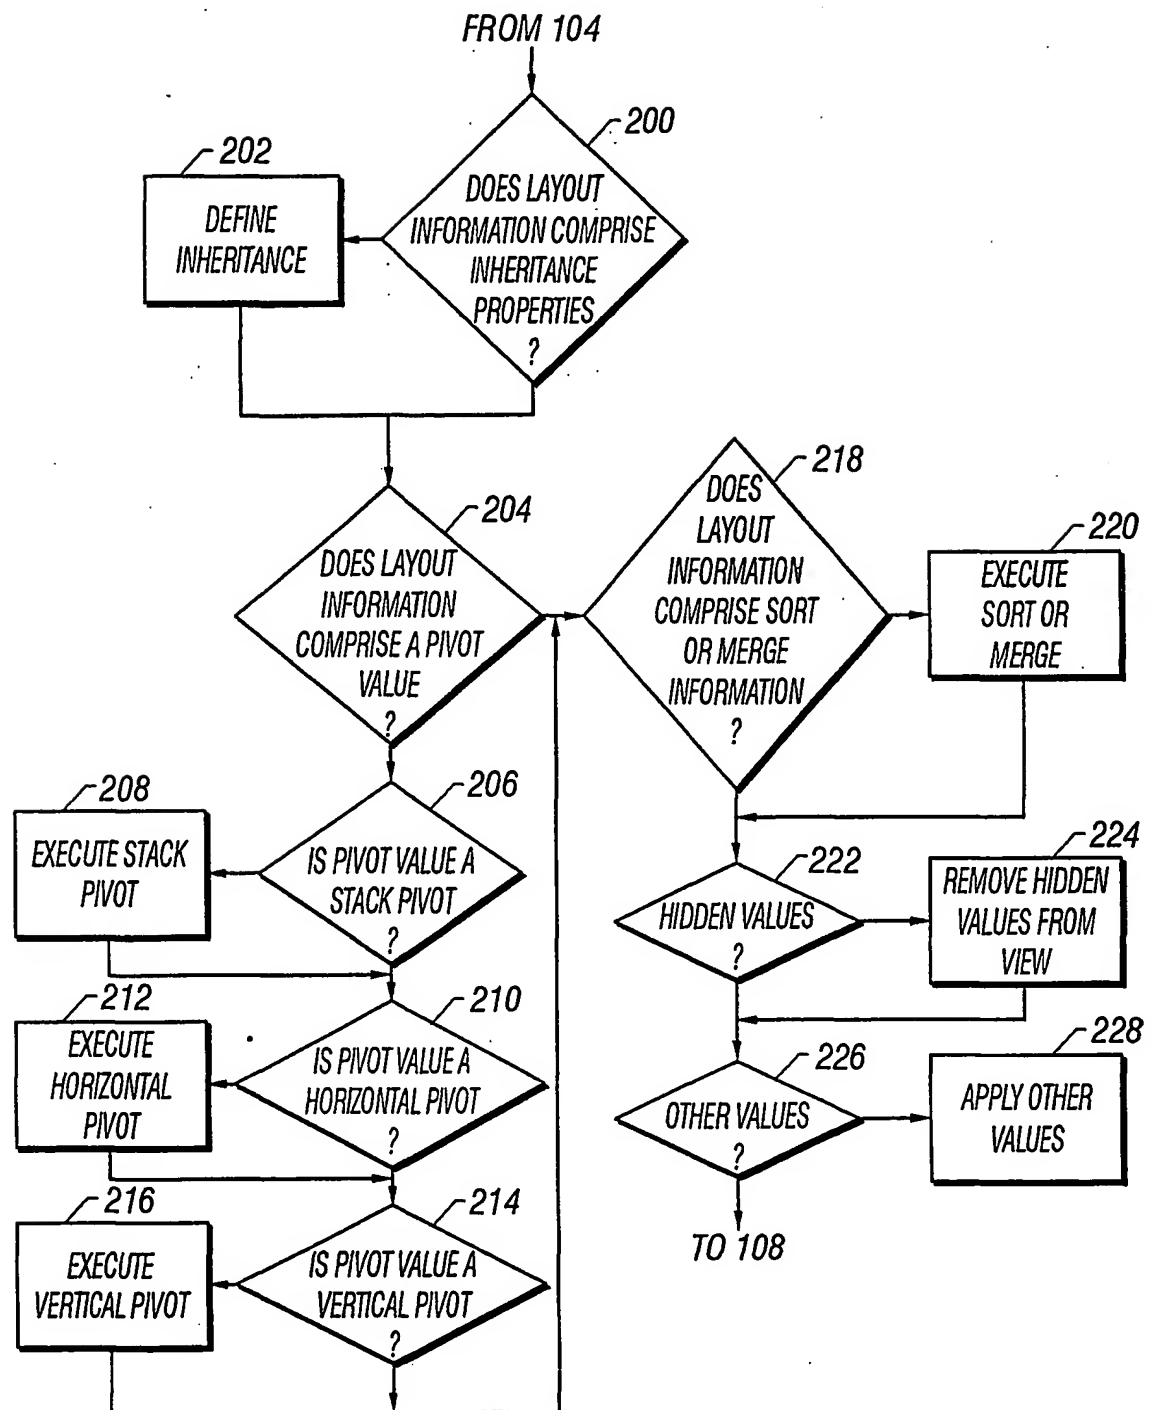 FROM 104
200
DOES LAYOUT
INFORMATION COMPRISE
INHERITANCE
PROPERTIES
?
202
DEFINE
INHERITANCE
204
DOES LAYOUT
INFORMATION
COMPRISE A PIVOT
VALUE
?
206
IS PIVOT VALUE A
STACK PIVOT
?
208
EXECUTE STACK
PIVOT
210
IS PIVOT VALUE A
HORIZONTAL PIVOT
?
212
EXECUTE
HORIZONTAL
PIVOT
214
IS PIVOT VALUE A
VERTICAL PIVOT
?
216
EXECUTE
VERTICAL PIVOT
218
DOES
LAYOUT
INFORMATION
COMPRISE SORT
OR MERGE
INFORMATION
?
220
EXECUTE
SORT OR
MERGE
222
HIDDEN VALUES
?
224
REMOVE HIDDEN
VALUES FROM
VIEW
226
OTHER VALUES
?
228
APPLY OTHER
VALUES
TO 108